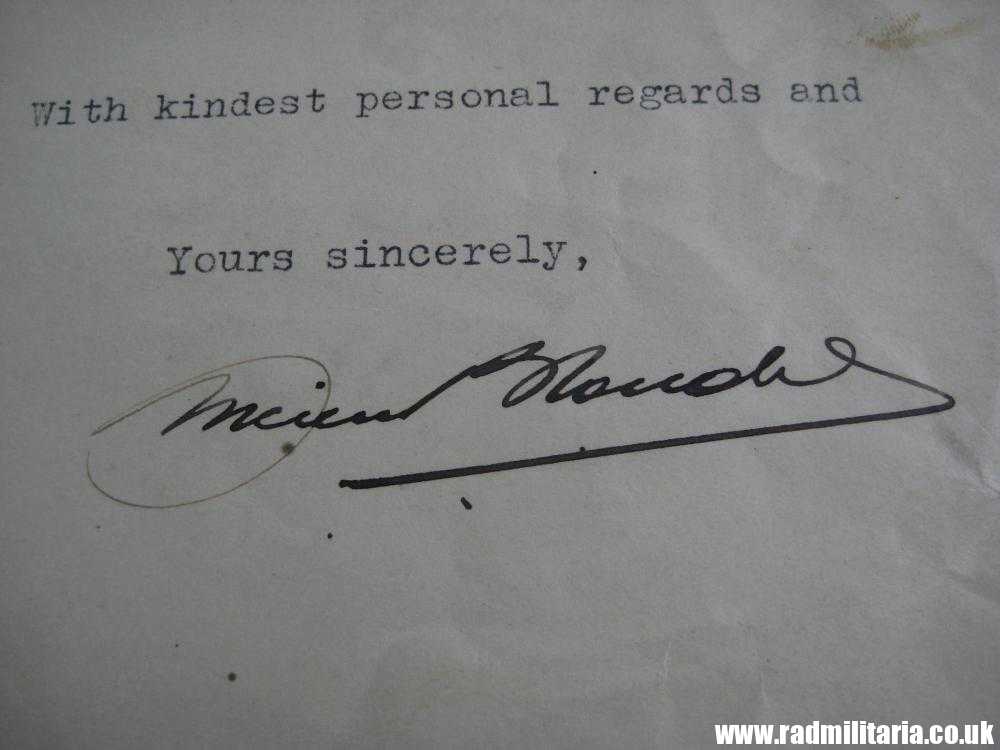 With kindest personal regards and
Yours sincerely,
www.radmilitaria.co.uk